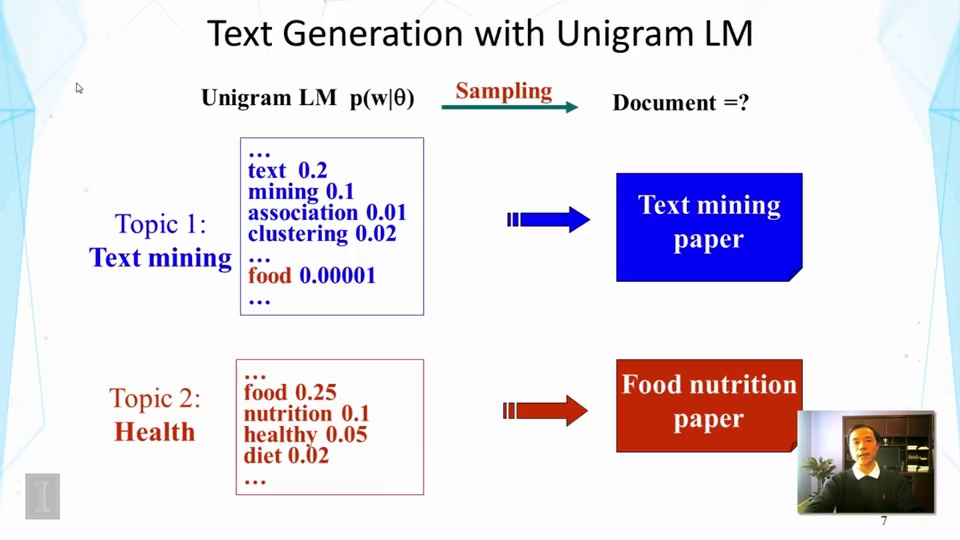 Text Generation with Unigram LM
Unigram LM p(w|θ)
Sampling
Document =?
Topic 1:
Text mining
…
text 0.2
mining 0.1
association 0.01
clustering 0.02
…
food 0.00001
…
Text mining
paper
Topic 2:
Health
…
food 0.25
nutrition 0.1
healthy 0.05
diet 0.02
…
Food nutrition
paper
I
7